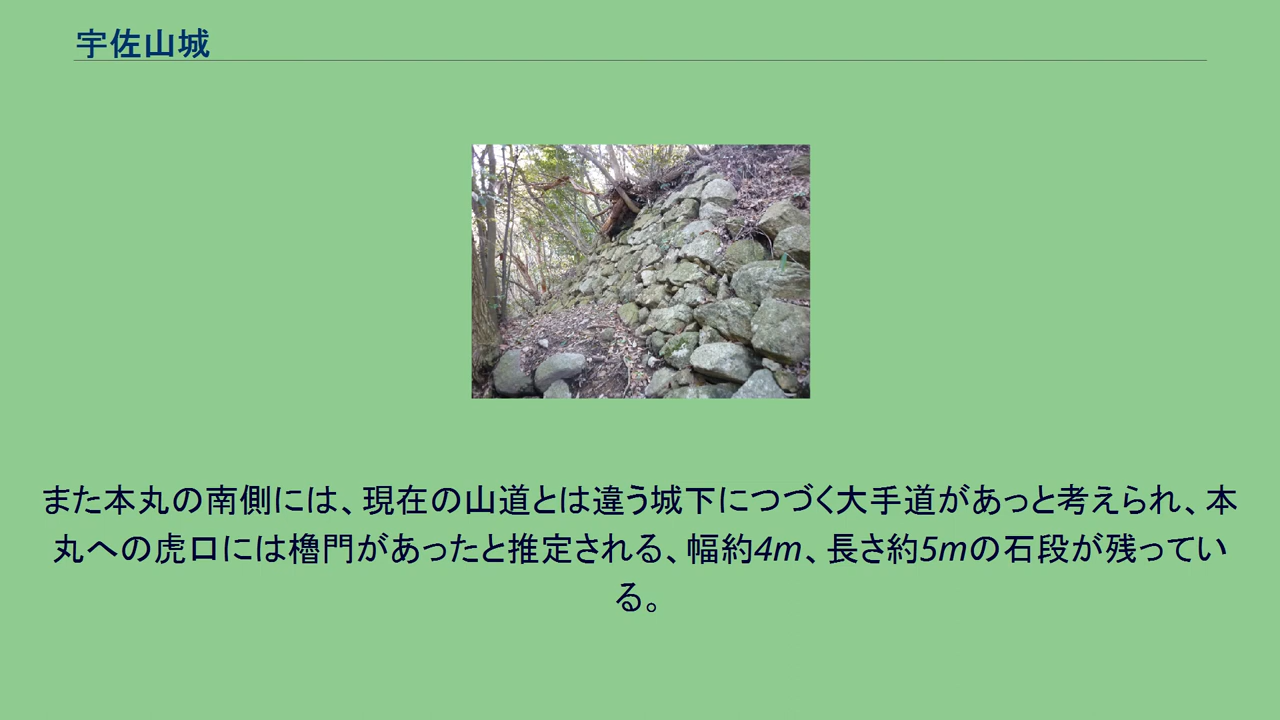 宇佐山城
また本丸の南側には、現在の山道とは違う城下につづく大手道があっと考えられ、本
丸への虎口には櫓門があったと推定される、幅約4m、長さ約5mの石段が残ってい
る。